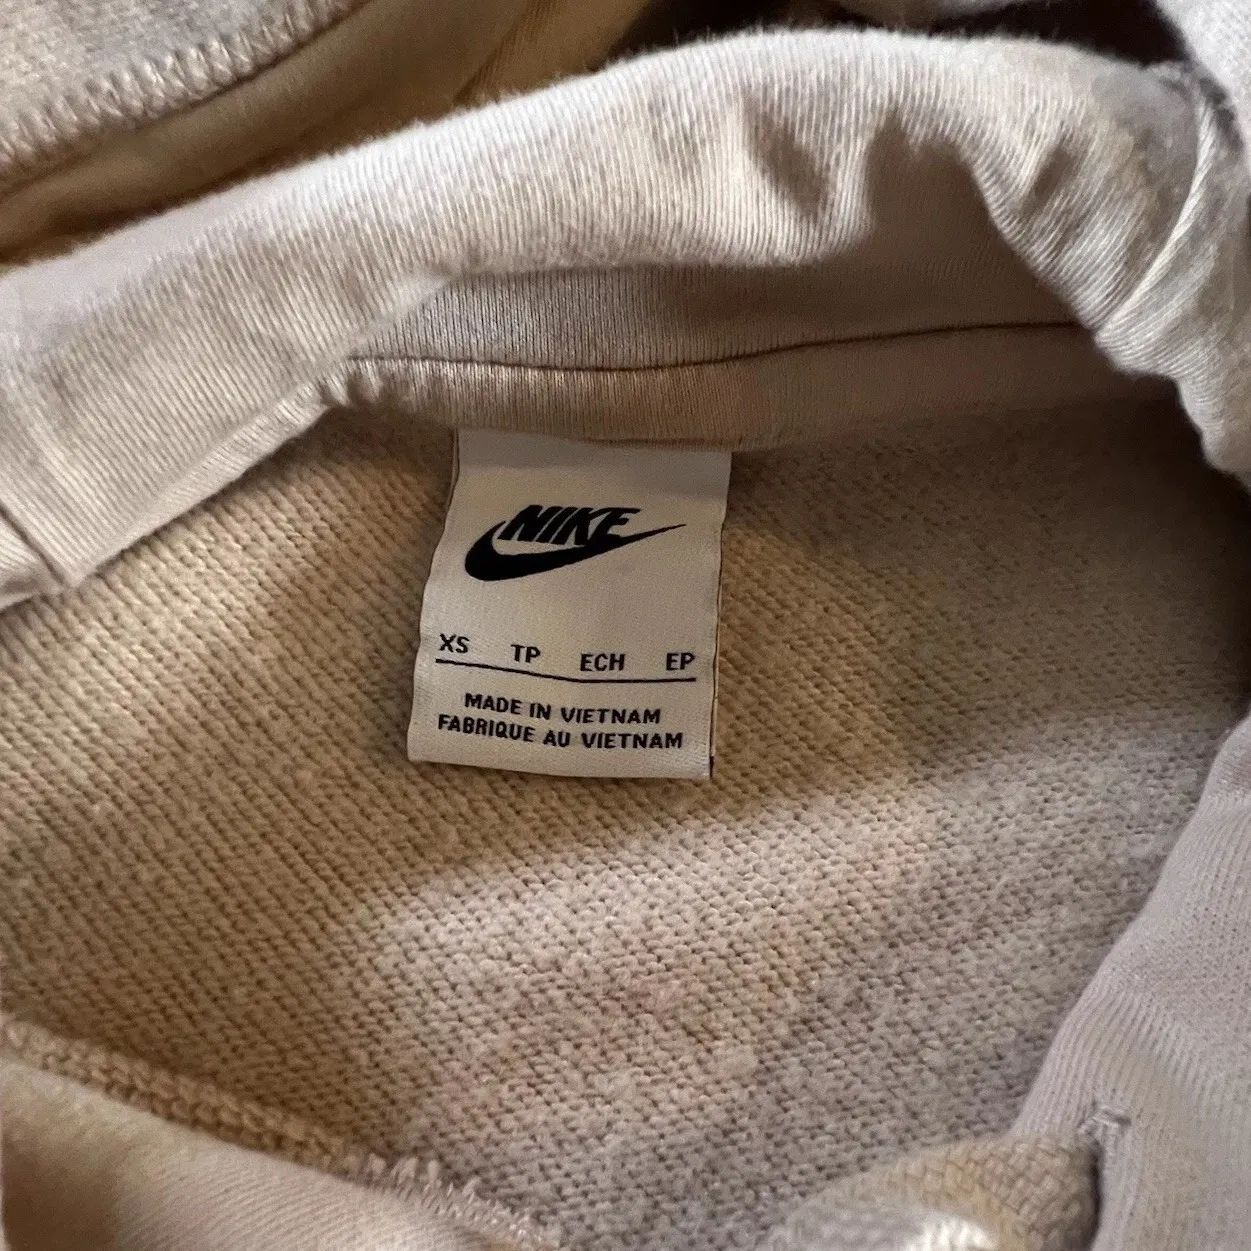 NIKE
XS TP ECH EP
MADE IN VIETNAM
FABRIQUE AU VIETNAM